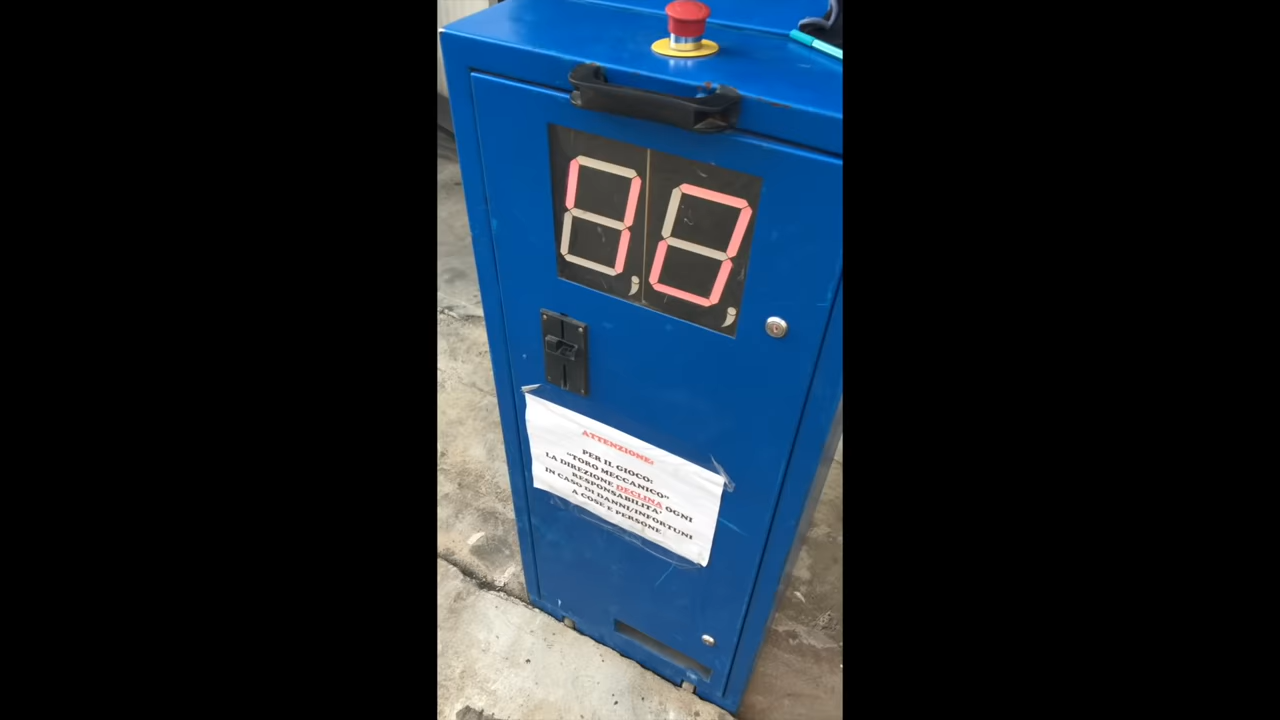 ATTENZIONE:
PER IL GIOCO:
"TORO MECCANICO"
LA DIREZIONE DECLINA OGNI
RESPONSABILITA'
IN CASO DI DANNI/INFORTUNI
A COSE E PERSONE